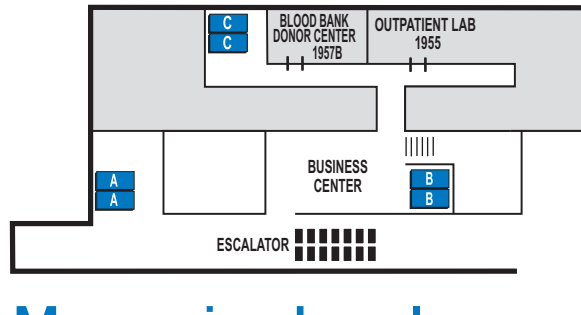 C
C
BLOOD BANK
DONOR CENTER
1957B
OUTPATIENT LAB
1955
A
A
BUSINESS
CENTER
B
B
ESCALATOR